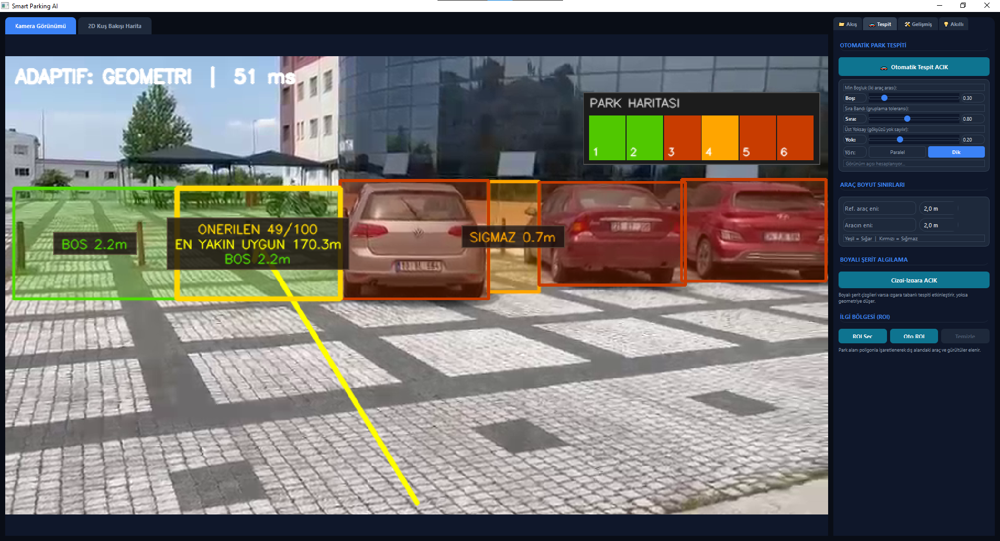 Smart Parking AI
Kamera Görünümü
2D Kuş Bakışı Harita
Akış
Tespit
Gelişmiş
Akıllı
ADAPTIF: GEOMETRI | 51 ms
PARK HARITASI
1 2 3 4 5 6
BOS 2.2m
ONERILEN 49/100
EN YAKIN UYGUN 170.3m
BOS 2.2m
SIGMAZ 0.7m
OTOMATİK PARK TESPİTİ
Otomatik Tespit ACIK
Min Boşluk (iki araç arası):
Boş: 0.30
Sıra Bandı (gruplama toleransı):
Sıra: 0.80
Üst Yoksay (gökyüzü yok sayılır):
Yok: 0.20
Yön: Paralel Dik
Görünüm açısı hesaplanıyor...
ARAÇ BOYUT SINIRLARI
Ref. araç eni: 2,0 m
Aracın eni: 2,0 m
Yeşil = Sığar | Kırmızı = Sığmaz
BOYALI ŞERİT ALGILAMA
Cizgi-Izgara ACIK
Boyalı şerit çizgileri varsa ızgara tabanlı tespiti etkinleştirir, yoksa
geometriye düşer.
İLGİ BÖLGESİ (ROI)
ROI Sec Oto ROI Temizle
Park alanı poligonla işaretlenerek dış alandaki araç ve gürültüler elenir.